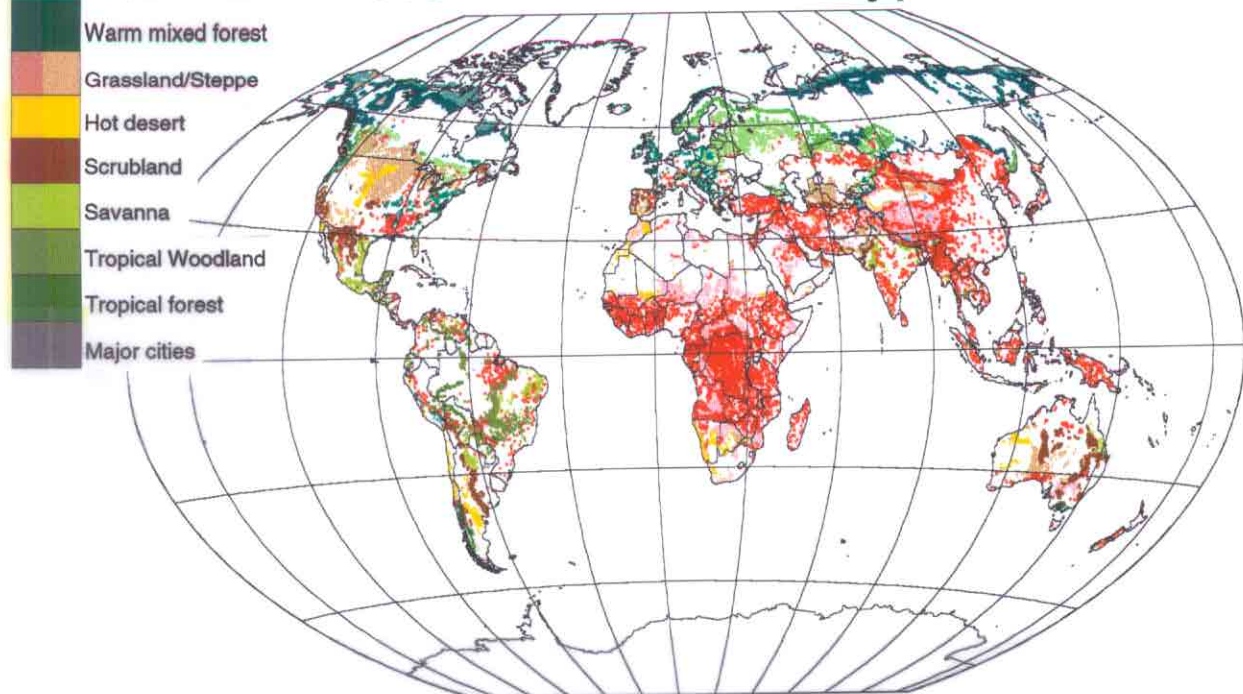 Warm mixed forest
Grassland/Steppe
Hot desert
Scrubland
Savanna
Tropical Woodland
Tropical forest
Major cities